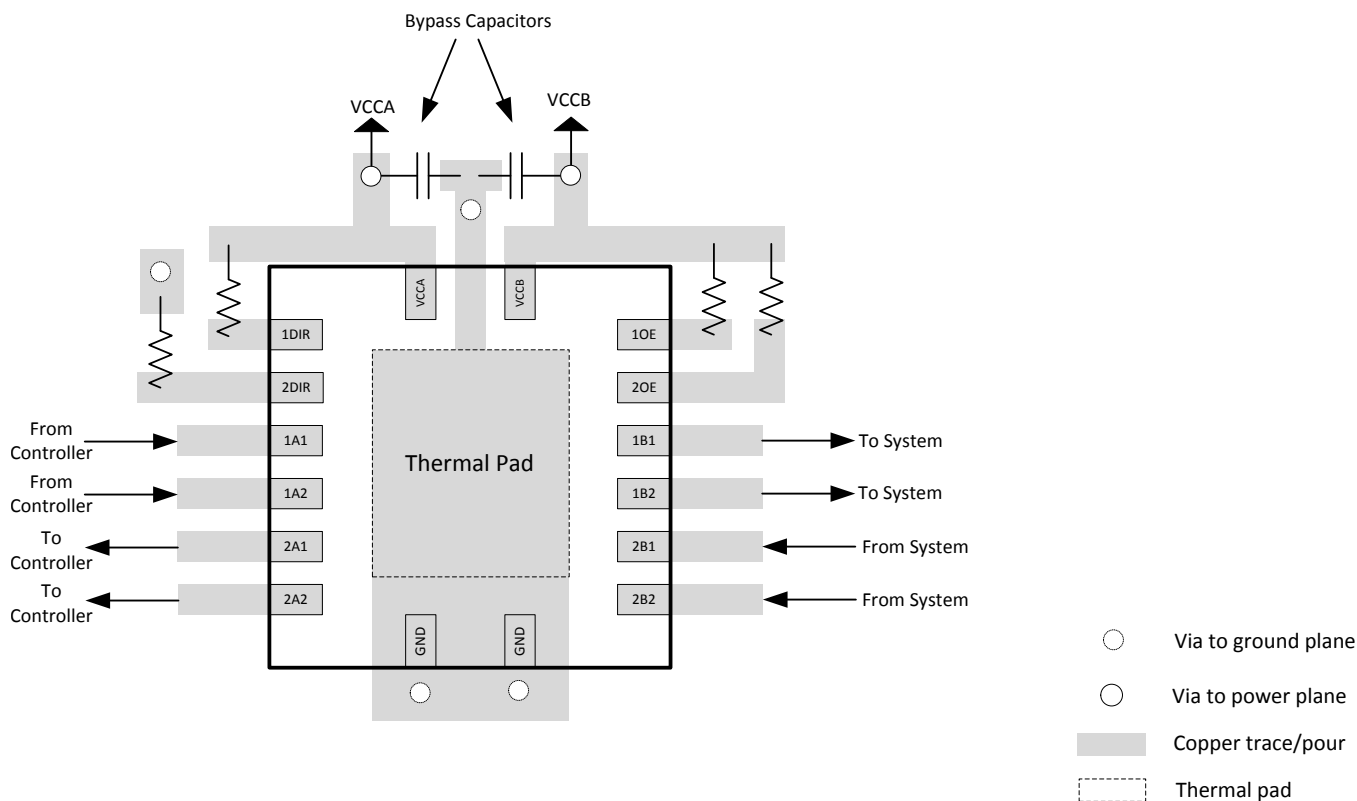 Bypass Capacitors
VCCA
VCCB
VCCA
VCCB
1DIR
1OE
2DIR
2OE
From
Controller
1A1
1B1
To System
From
Controller
1A2
1B2
To System
To
Controller
2A1
2B1
From System
To
Controller
2A2
2B2
From System
Thermal Pad
GND
GND
Via to ground plane
Via to power plane
Copper trace/pour
Thermal pad